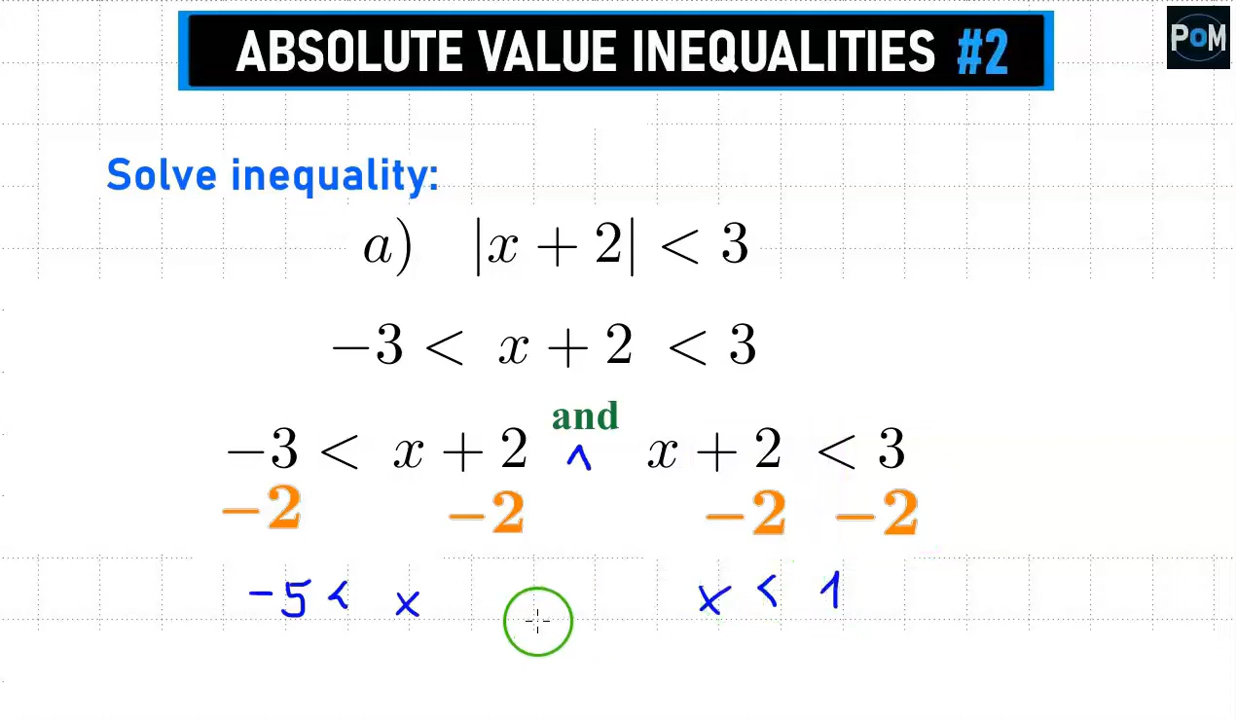 ABSOLUTE VALUE INEQUALITIES #2
PoM
Solve inequality:
a) |x + 2| < 3
−3 < x + 2 < 3
and
−3 < x + 2 ^ x + 2 < 3
−2 −2 −2 −2
-5 < x x < 1